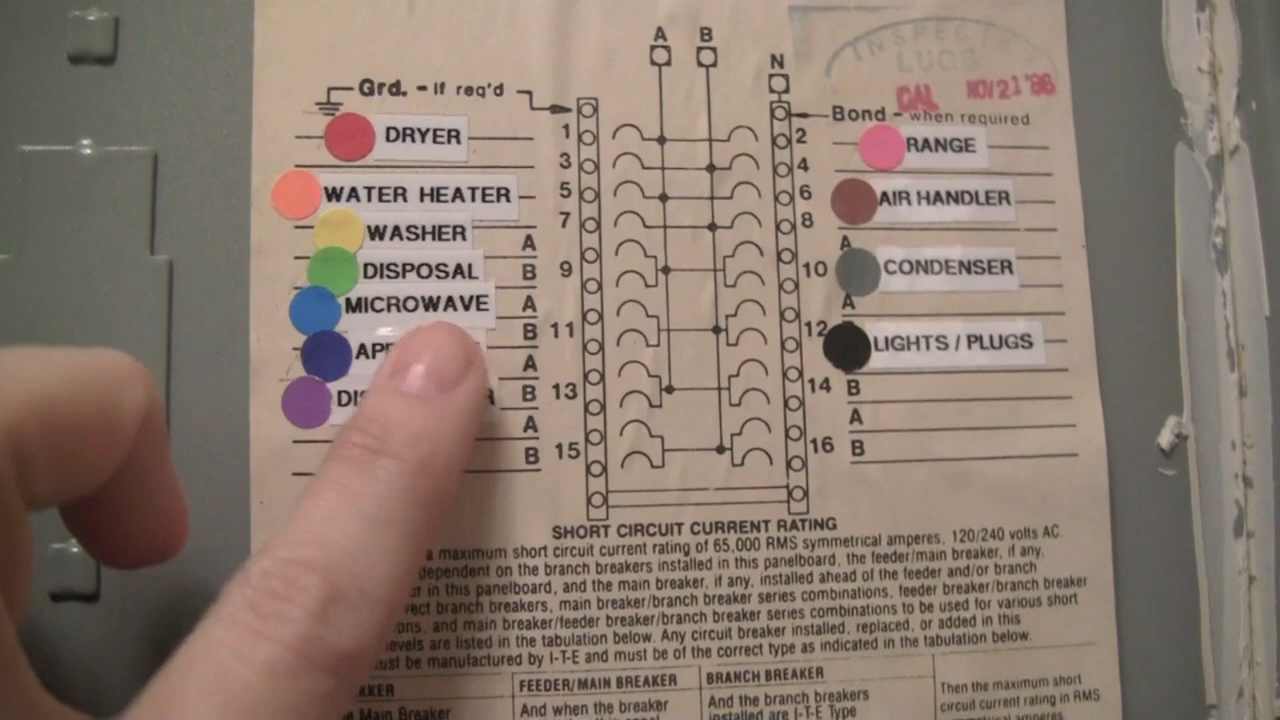 A B
N
INSPECTED
LUGS
CAL NOV 21 '86
Grd. - If req'd
Bond - when required
1 DRYER
3
5 WATER HEATER
7 WASHER
A
DISPOSAL B 9
MICROWAVE A
B 11
A
B 13
A
B 15
2 RANGE
4
6 AIR HANDLER
8
A
10 CONDENSER
A
12 LIGHTS / PLUGS
14 B
A
16 B
SHORT CIRCUIT CURRENT RATING
a maximum short circuit current rating of 65,000 RMS symmetrical amperes, 120/240 volts AC.
dependent on the branch breakers installed in this panelboard, the feeder/main breaker, if any,
in this panelboard, and the main breaker, if any, installed ahead of the feeder and/or branch
branch breakers, main breaker/branch breaker series combinations, feeder breaker/branch breaker
and main breaker/feeder breaker/branch breaker series combinations to be used for various short
levels are listed in the tabulation below. Any circuit breaker installed, replaced, or added in this
must be manufactured by I-T-E and must be of the correct type as indicated in the tabulation below.
FEEDER/MAIN BREAKER
BRANCH BREAKER
Main Breaker
And when the breaker
And the branch breakers
installed are I-T-E Type
Then the maximum short
circuit current rating in RMS